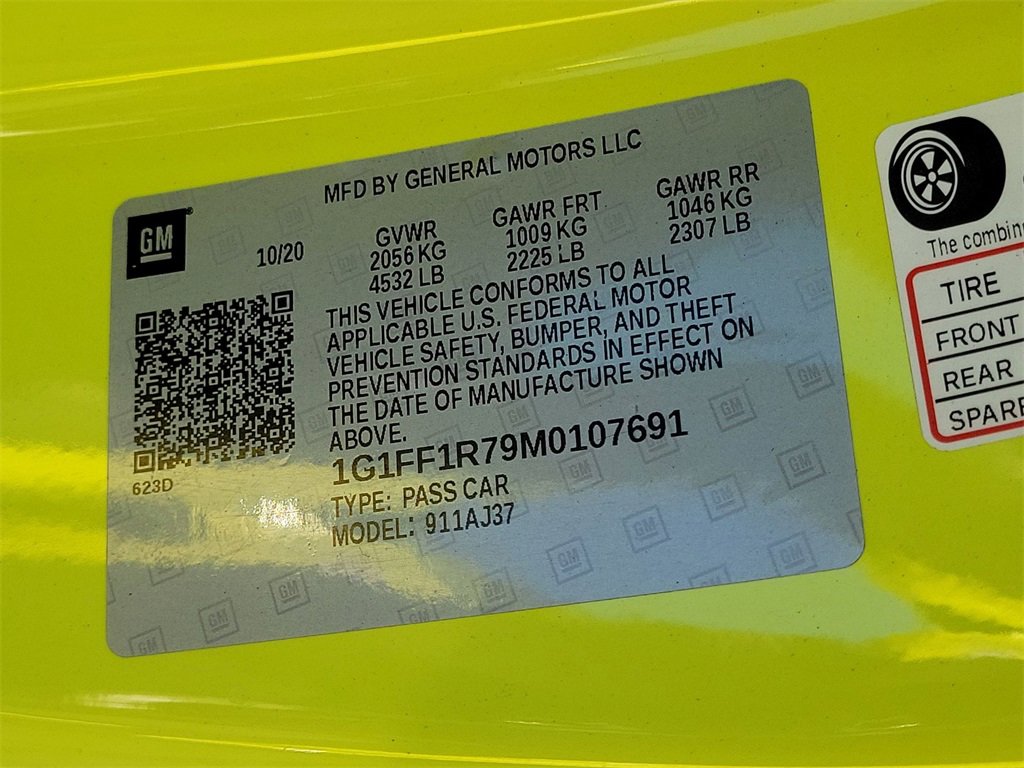 MFD BY GENERAL MOTORS LLC
GM
10/20
GVWR
2056 KG
4532 LB
GAWR FRT
1009 KG
2225 LB
GAWR RR
1046 KG
2307 LB
THIS VEHICLE CONFORMS TO ALL
APPLICABLE U.S. FEDERAL MOTOR
VEHICLE SAFETY, BUMPER, AND THEFT
PREVENTION STANDARDS IN EFFECT ON
THE DATE OF MANUFACTURE SHOWN
ABOVE.
1G1FF1R79M0107691
TYPE: PASS CAR
MODEL: 911AJ37
623D
The combin
TIRE
FRONT
REAR
SPARE